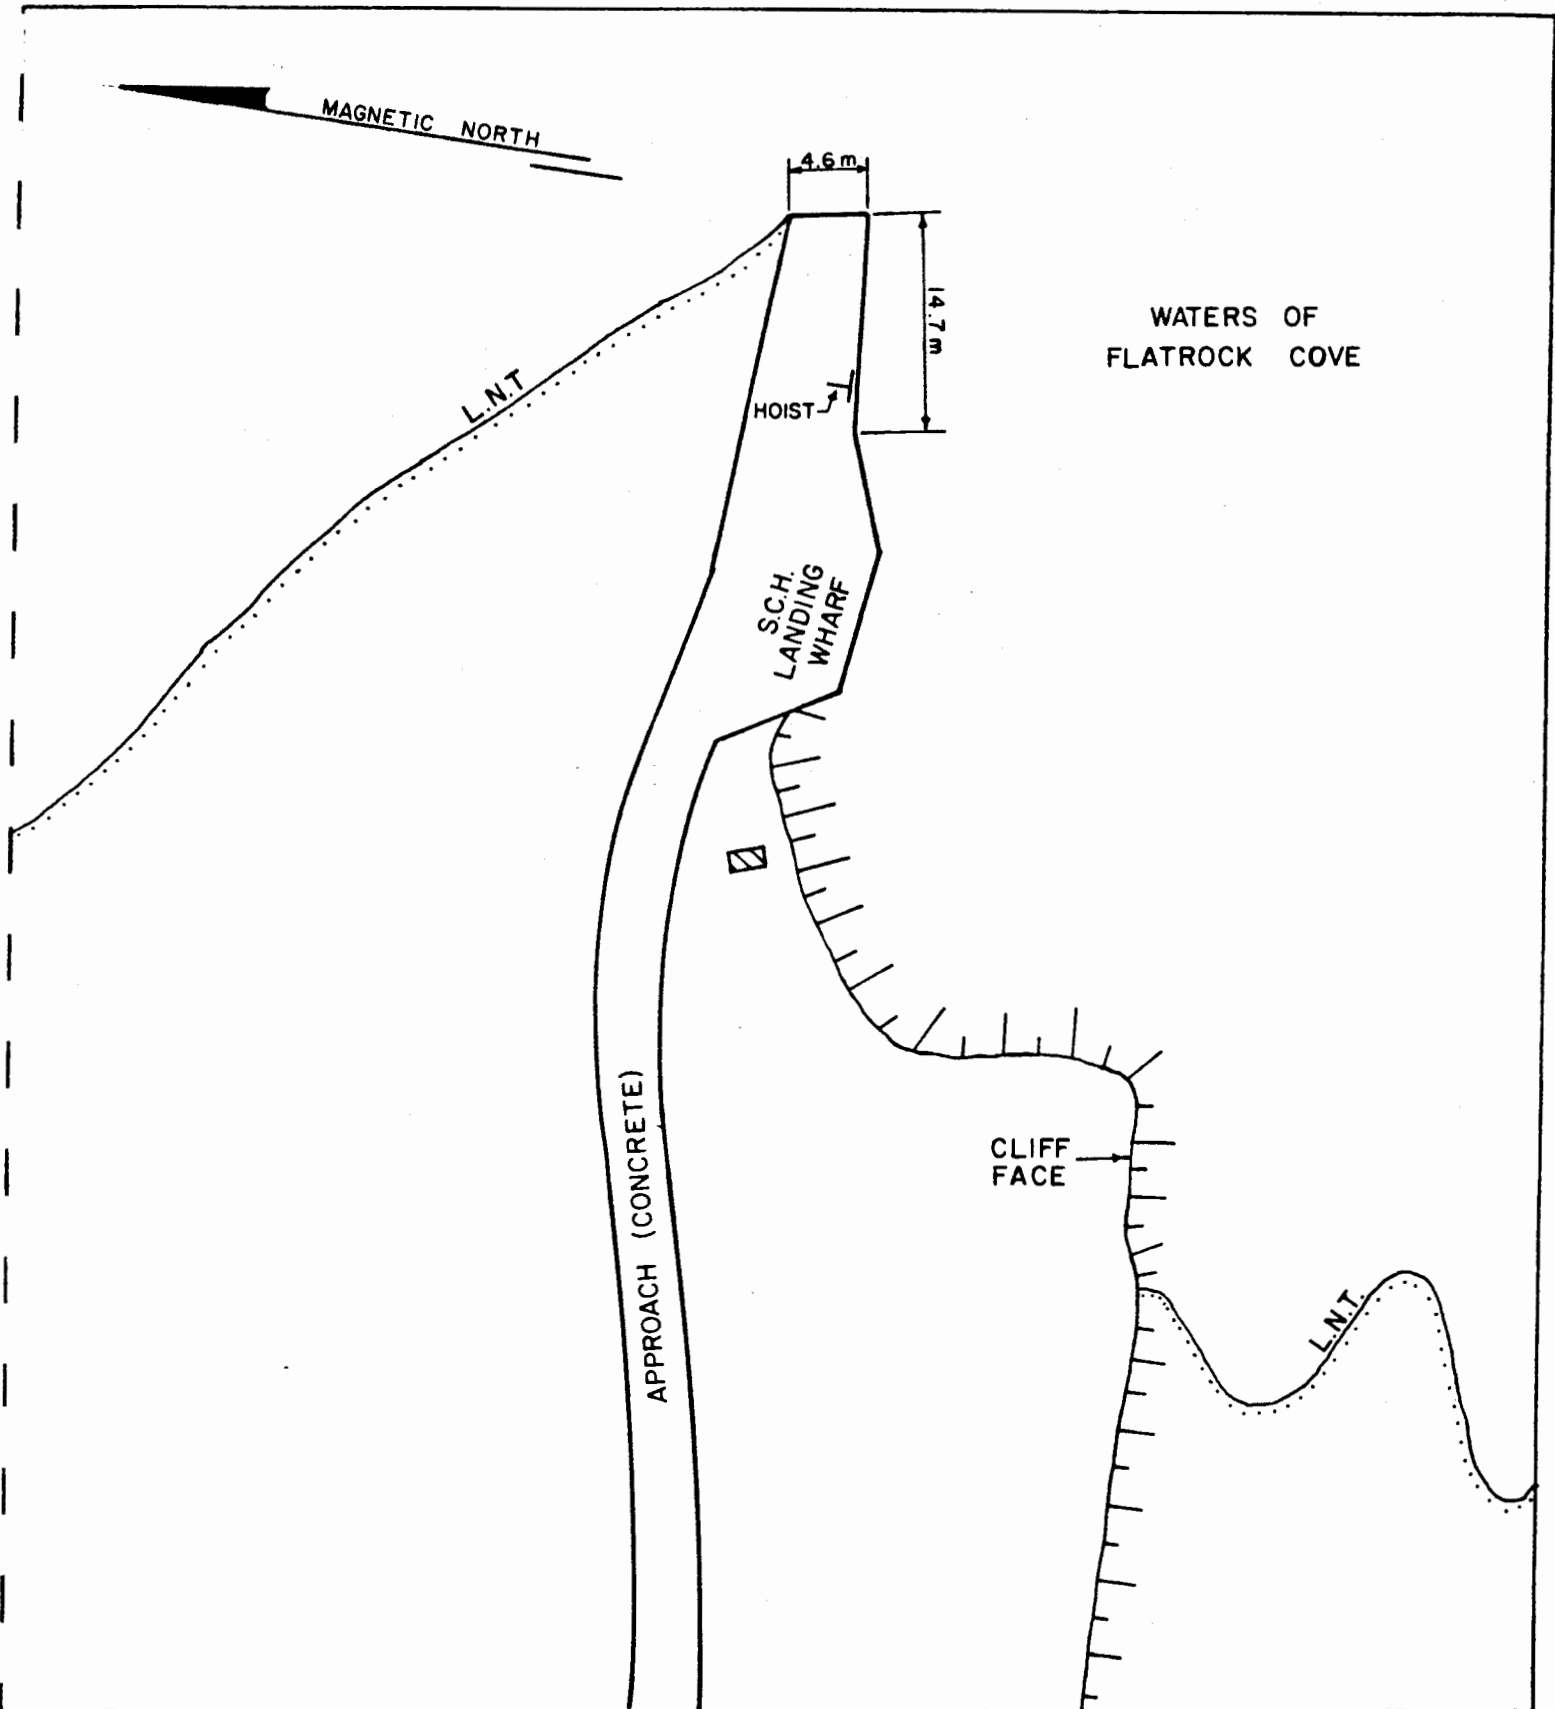 MAGNETIC NORTH
4.6 m
14.7 m
WATERS OF
FLATROCK COVE
L.N.T
HOIST
S.C.H.
LANDING
WHARF
APPROACH (CONCRETE)
CLIFF
FACE
L.N.T.